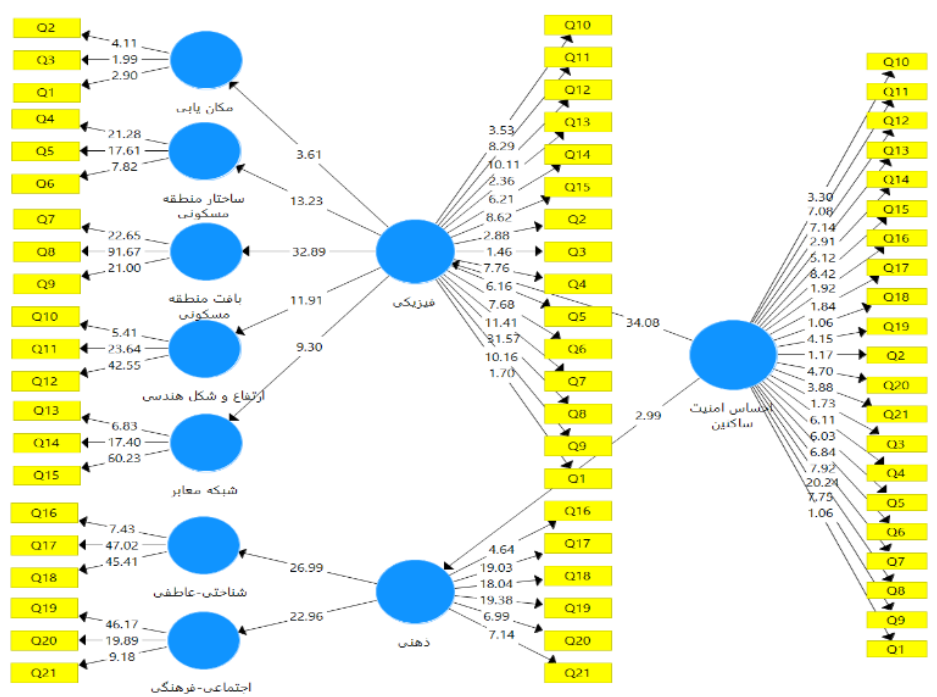 Q2
Q3
Q1
4.11
1.99
2.90
مکان یابی
Q4
Q5
Q6
21.28
17.61
7.82
ساختار منطقه
مسکونی
Q7
Q8
Q9
22.65
91.67
21.00
بافت منطقه
مسکونی
Q10
Q11
Q12
5.41
23.64
42.55
ارتفاع و شکل هندسی
Q13
Q14
Q15
6.83
17.40
60.23
شبکه معابر
Q16
Q17
Q18
7.43
47.02
45.41
شناختی-عاطفی
Q19
Q20
Q21
46.17
19.89
9.18
اجتماعی-فرهنگی
3.61
13.23
32.89
11.91
9.30
فیزیکی
26.99
22.96
ذهنی
3.53
8.29
10.11
2.36
6.21
8.62
2.88
1.46
7.76
6.16
7.68
11.41
31.57
10.16
1.70
Q10
Q11
Q12
Q13
Q14
Q15
Q2
Q3
Q4
Q5
Q6
Q7
Q8
Q9
Q1
4.64
19.03
18.04
19.38
6.99
7.14
Q16
Q17
Q18
Q19
Q20
Q21
34.08
2.99
احساس امنیت
ساکنین
3.30
7.08
7.14
2.91
5.12
8.42
1.92
1.84
1.06
4.15
1.17
4.70
3.88
1.73
6.11
6.03
6.84
7.92
20.24
7.75
1.06
Q10
Q11
Q12
Q13
Q14
Q15
Q16
Q17
Q18
Q19
Q2
Q20
Q21
Q3
Q4
Q5
Q6
Q7
Q8
Q9
Q1